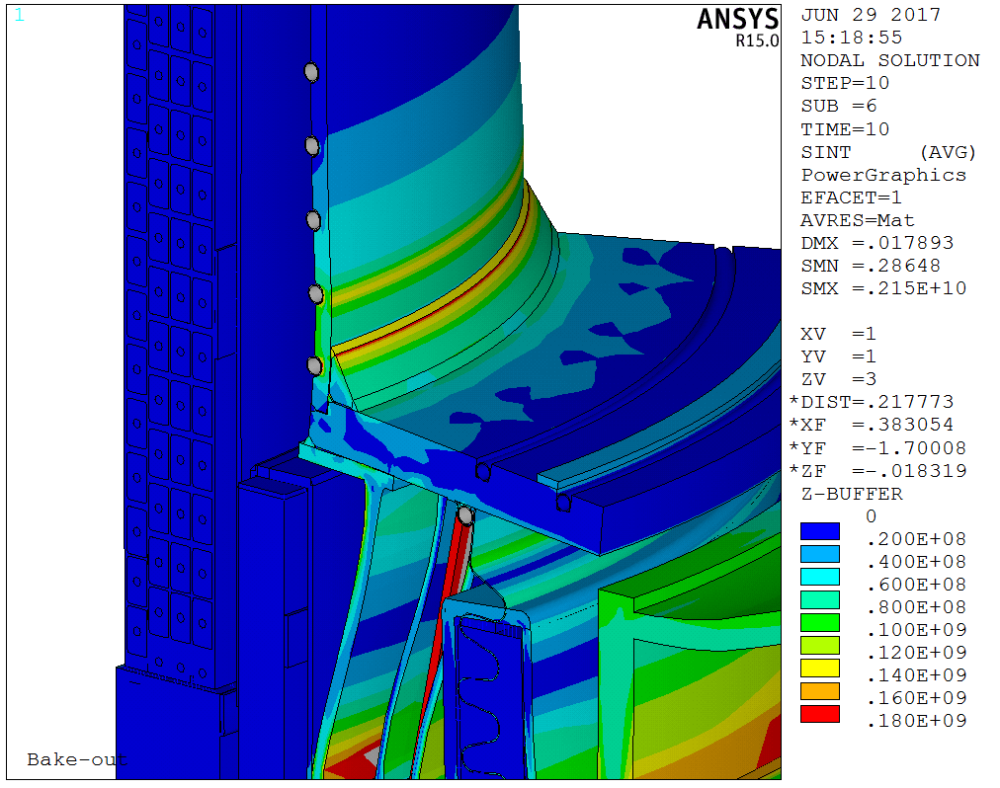 1
ANSYS
R15.0
JUN 29 2017
15:18:55
NODAL SOLUTION
STEP=10
SUB =6
TIME=10
SINT (AVG)
PowerGraphics
EFACET=1
AVRES=Mat
DMX =.017893
SMN =.28648
SMX =.215E+10
XV =1
YV =1
ZV =3
*DIST=.217773
*XF =.383054
*YF =-1.70008
*ZF =-.018319
Z-BUFFER
0
.200E+08
.400E+08
.600E+08
.800E+08
.100E+09
.120E+09
.140E+09
.160E+09
.180E+09
Bake-out